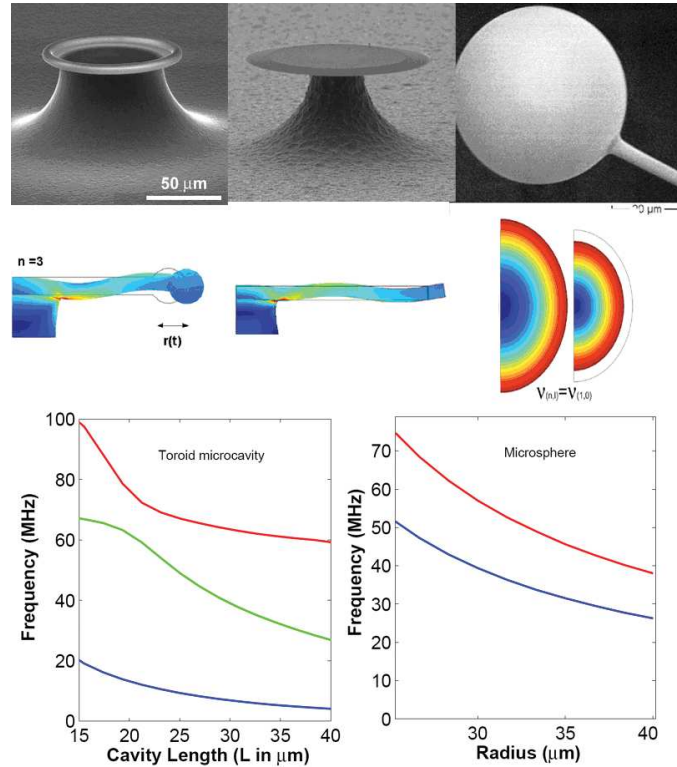 50 μm
20 μm
n =3
r(t)
ν(n,l)=ν(1,0)
100
80
60
40
20
0
Toroid microcavity
Frequency (MHz)
15 20 25 30 35 40
Cavity Length (L in μm)
70
60
50
40
30
20
10
0
Microsphere
Frequency (MHz)
30 40
Radius (μm)